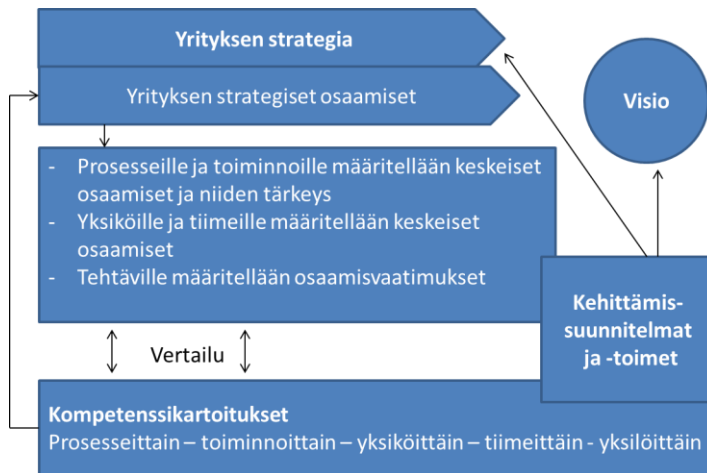 Yrityksen strategia
Yrityksen strategiset osaamiset
Visio
- Prosesseille ja toiminnoille määritellään keskeiset
osaamiset ja niiden tärkeys
- Yksiköille ja tiimeille määritellään keskeiset
osaamiset
- Tehtäville määritellään osaamisvaatimukset
Kehittämis-
suunnitelmat
ja -toimet
Vertailu
Kompetenssikartoitukset
Prosesseittain – toiminnoittain – yksiköittäin – tiimeittäin - yksilöittäin